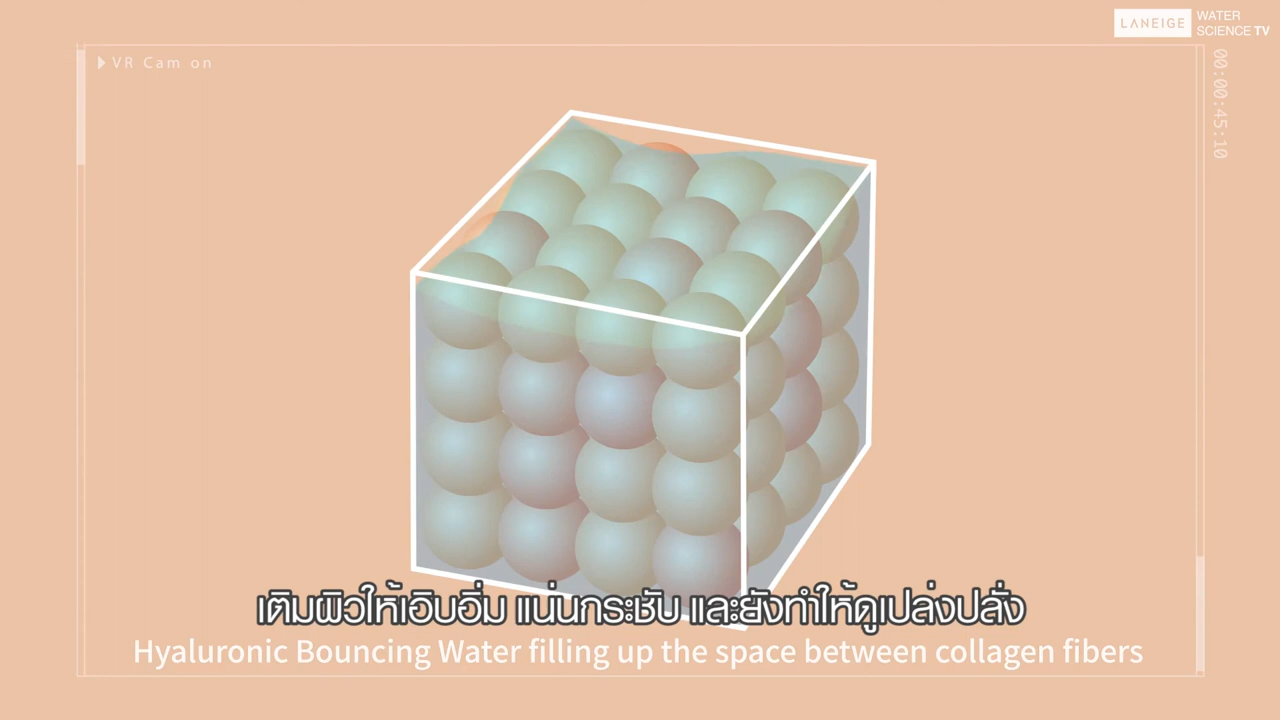 LANEIGE
WATER
SCIENCE TV
VR Cam on
00:00:45:10
เติมผิวให้เอิบอิ่ม แน่นกระชับ และยังทำให้ดูเปล่งปลั่ง
Hyaluronic Bouncing Water filling up the space between collagen fibers